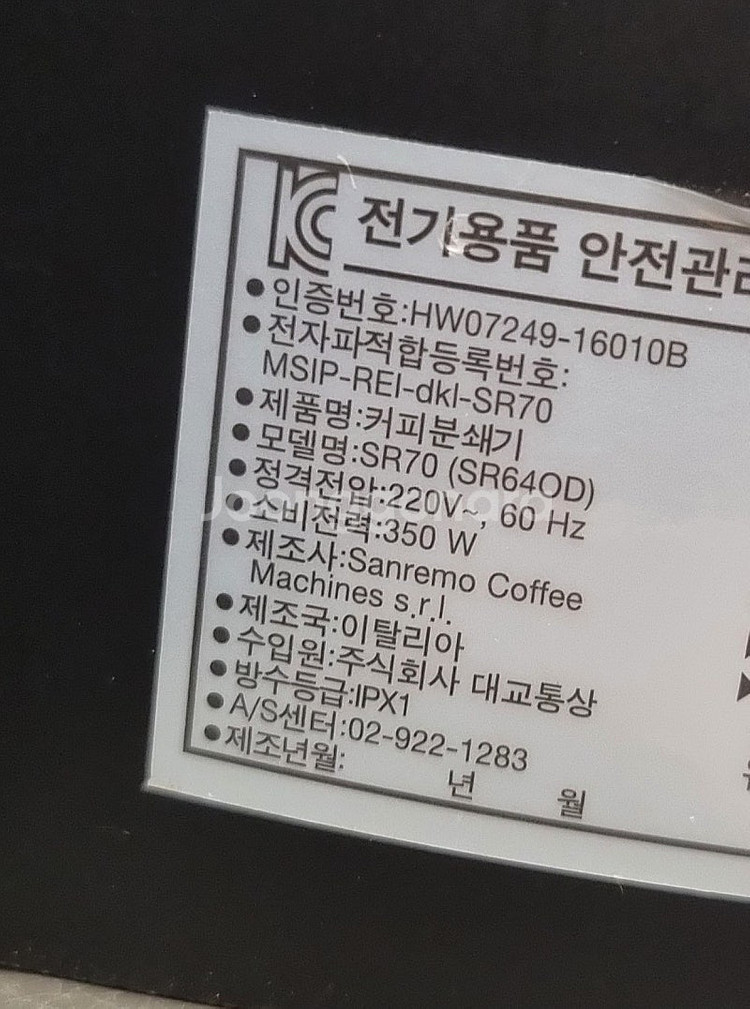 KC 전기용품 안전관리
●인증번호:HW07249-16010B
●전자파적합등록번호:
MSIP-REI-dkl-SR70
●제품명:커피분쇄기
●모델명:SR70 (SR64OD)
●정격전압:220V~, 60 Hz
●소비전력:350 W
●제조사:Sanremo Coffee
Machines s.r.l.
●제조국:이탈리아
●수입원:주식회사 대교통상
●방수등급:IPX1
●A/S센터:02-922-1283
●제조년월: 년 월
Joongonara